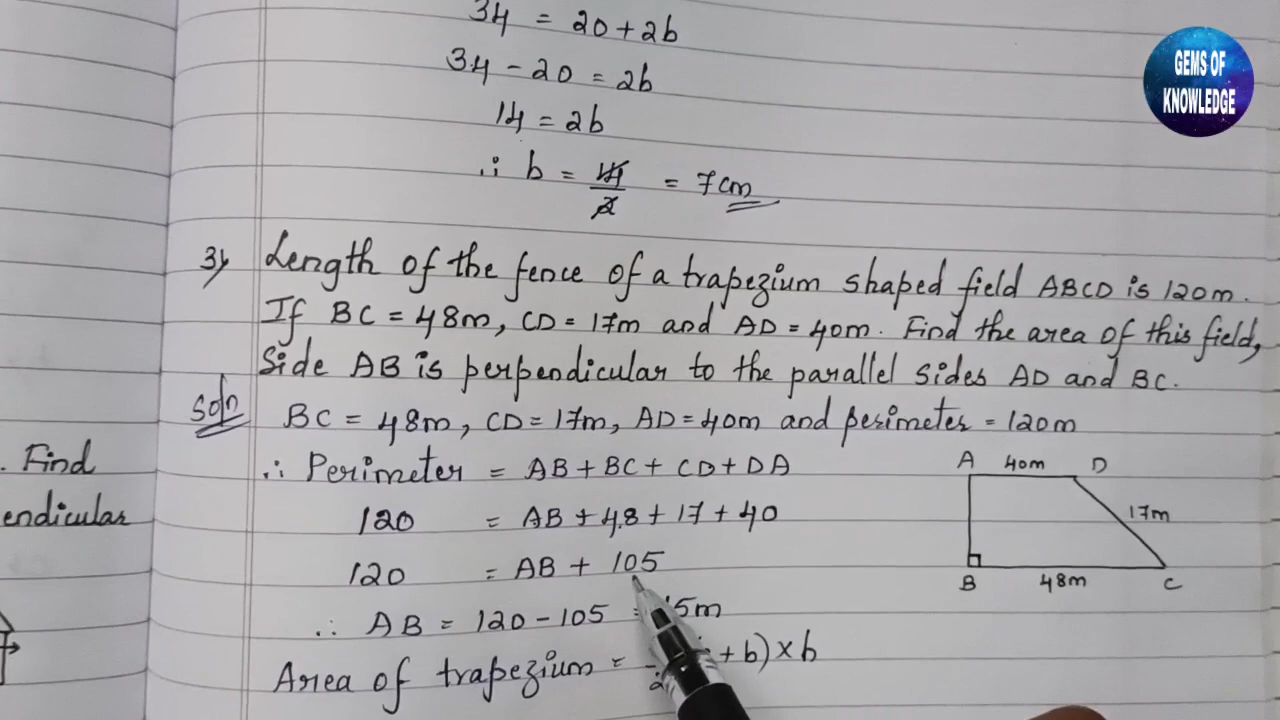 34 = 20 + 2b
34 - 20 = 2b
14 = 2b
∴ b = 14/2 = 7cm
GEMS OF
KNOWLEDGE
3) Length of the fence of a trapezium shaped field ABCD is 120m.
If BC = 48m, CD = 17m and AD = 40m. Find the area of this field,
Side AB is perpendicular to the parallel sides AD and BC.
Soln
BC = 48m, CD = 17m, AD = 40m and perimeter = 120m
. Find
endicular
∴ Perimeter = AB + BC + CD + DA
120 = AB + 48 + 17 + 40
120 = AB + 105
∴ AB = 120 - 105 = 15m
Area of trapezium = + b) × b
A 40m D
17m
B 48m C